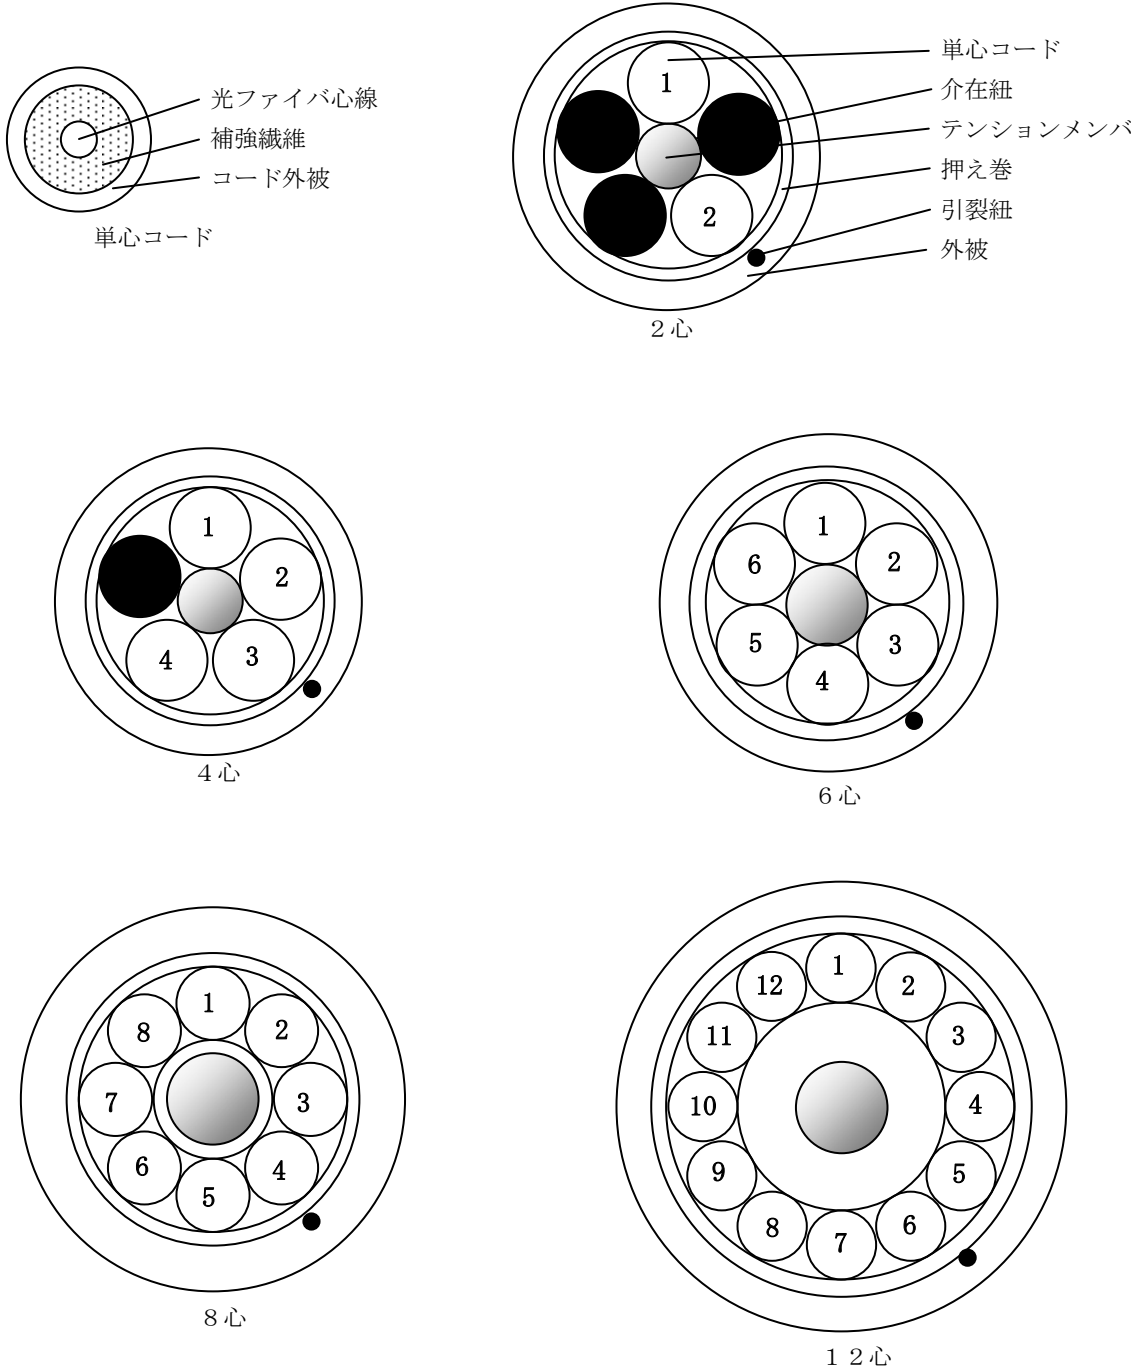 光ファイバ心線
補強繊維
コード外被
単心コード
単心コード
介在紐
テンションメンバ
押え巻
引裂紐
外被
1
2
２心
1
2
3
4
４心
1
2
3
4
5
6
６心
1
2
3
4
5
6
7
8
８心
1
2
3
4
5
6
7
8
9
10
11
12
１２心